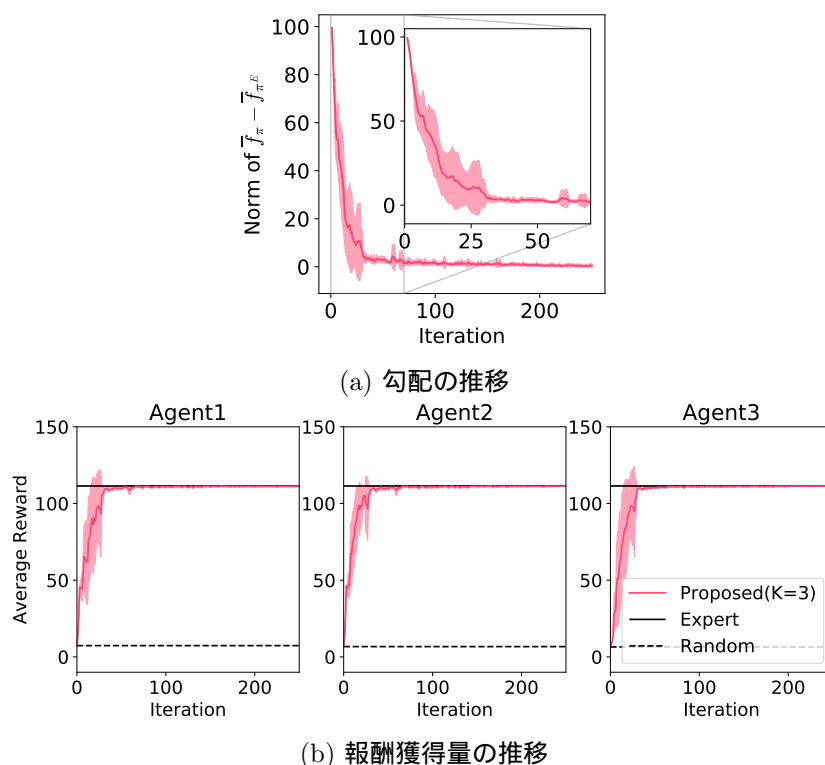 100
80
60
40
20
0
Norm of f̅_π − f̅_{π^E}
100
50
0
0 25 50
0 100 200
Iteration
(a) 勾配の推移
Agent1 Agent2 Agent3
150 150 150
100 100 100
50 50 50
0 0 0
Average Reward
Proposed(K=3)
Expert
Random
0 100 200 0 100 200 0 100 200
Iteration Iteration Iteration
(b) 報酬獲得量の推移